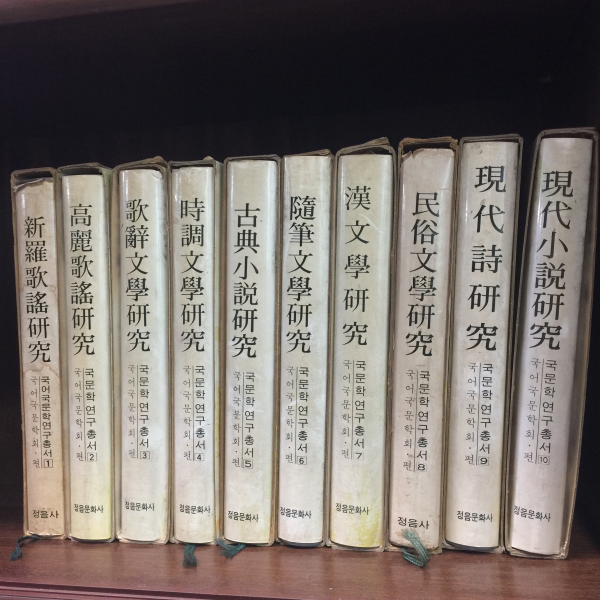 新羅歌謠研究
국어국문학연구총서 1
국어국문학회·편
정음사
高麗歌謠研究
국문학연구총서 2
국어국문학회·편
정음문화사
歌辭文學研究
국문학연구총서 3
국어국문학회·편
정음문화사
時調文學研究
국문학연구총서 4
국어국문학회·편
정음문화사
古典小説研究
국문학연구총서 5
국어국문학회·편
정음문화사
隨筆文學研究
국문학연구총서 6
국어국문학회·편
정음문화사
漢文學研究
국문학연구총서 7
국어국문학회·편
정음문화사
民俗文學研究
국문학연구총서 8
국어국문학회·편
정음사
現代詩研究
국문학연구총서 9
국어국문학회·편
정음문화사
現代小説研究
국문학연구총서 10
국어국문학회·편
정음문화사